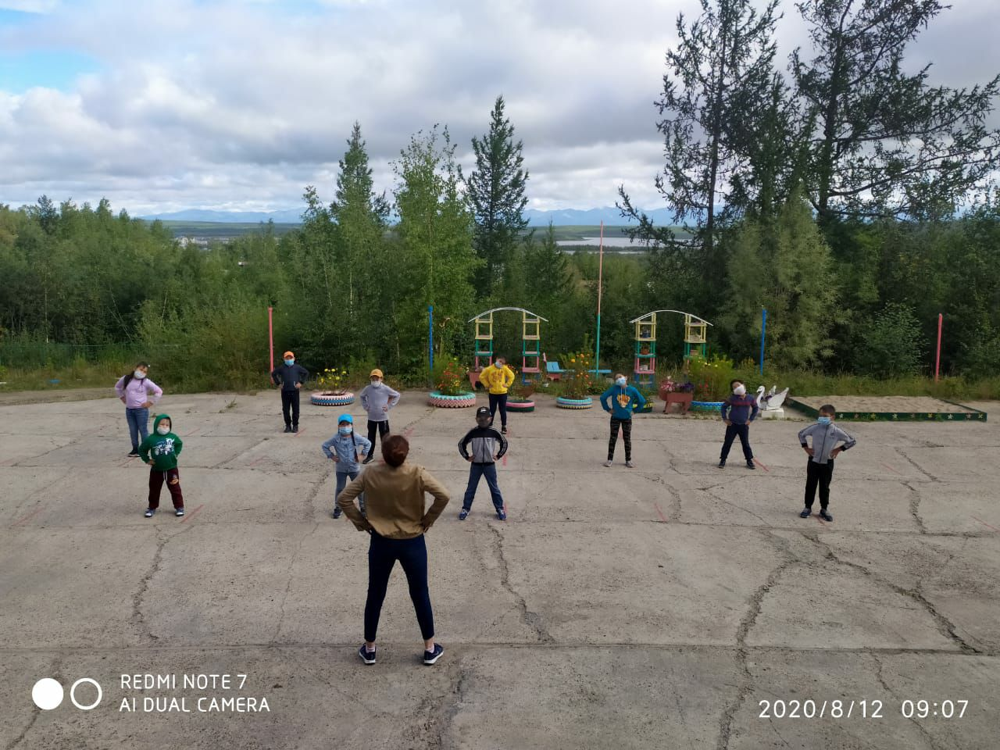 REDMI NOTE 7
AI DUAL CAMERA
2020/8/12 09:07